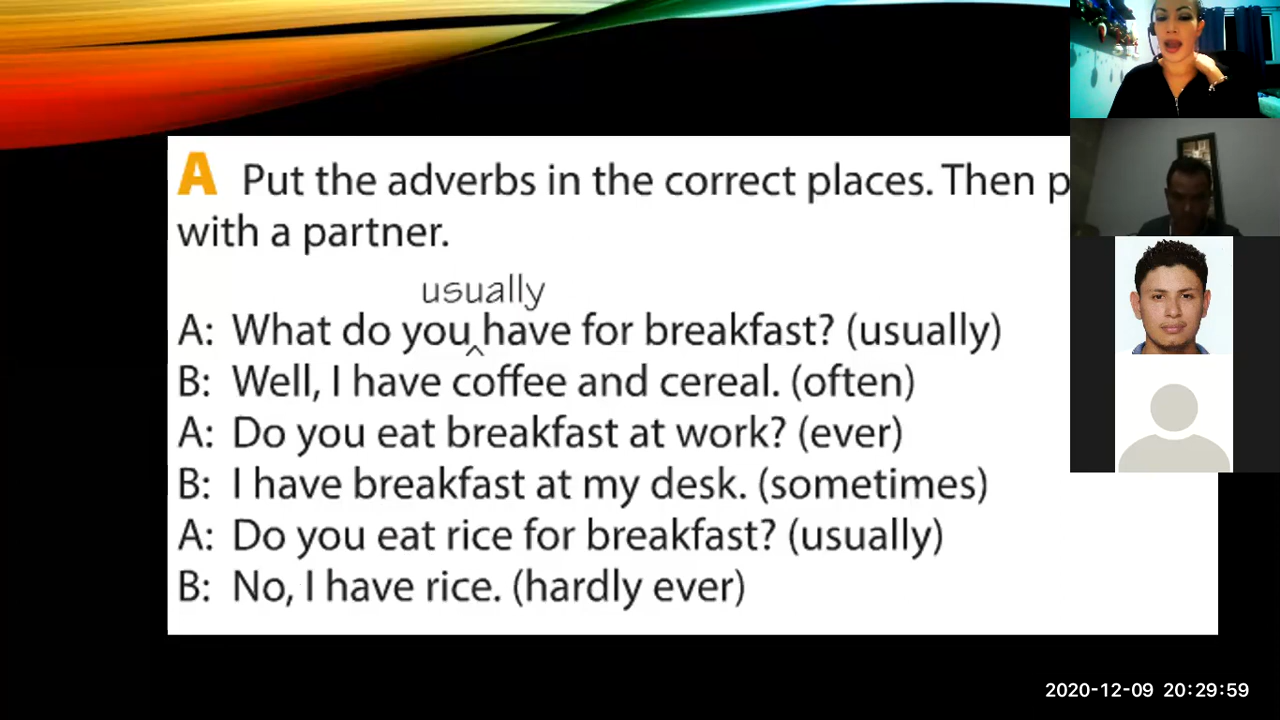 A Put the adverbs in the correct places. Then p
with a partner.
usually
A: What do you ^ have for breakfast? (usually)
B: Well, I have coffee and cereal. (often)
A: Do you eat breakfast at work? (ever)
B: I have breakfast at my desk. (sometimes)
A: Do you eat rice for breakfast? (usually)
B: No, I have rice. (hardly ever)
2020-12-09 20:29:59